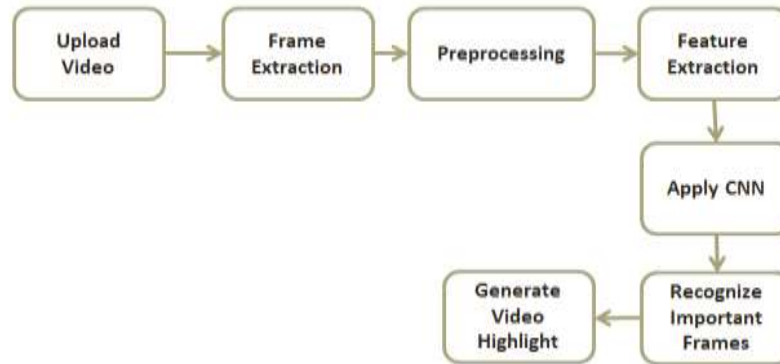 Upload
Video
Frame
Extraction
Preprocessing
Feature
Extraction
Apply CNN
Recognize
Important
Frames
Generate
Video
Highlight